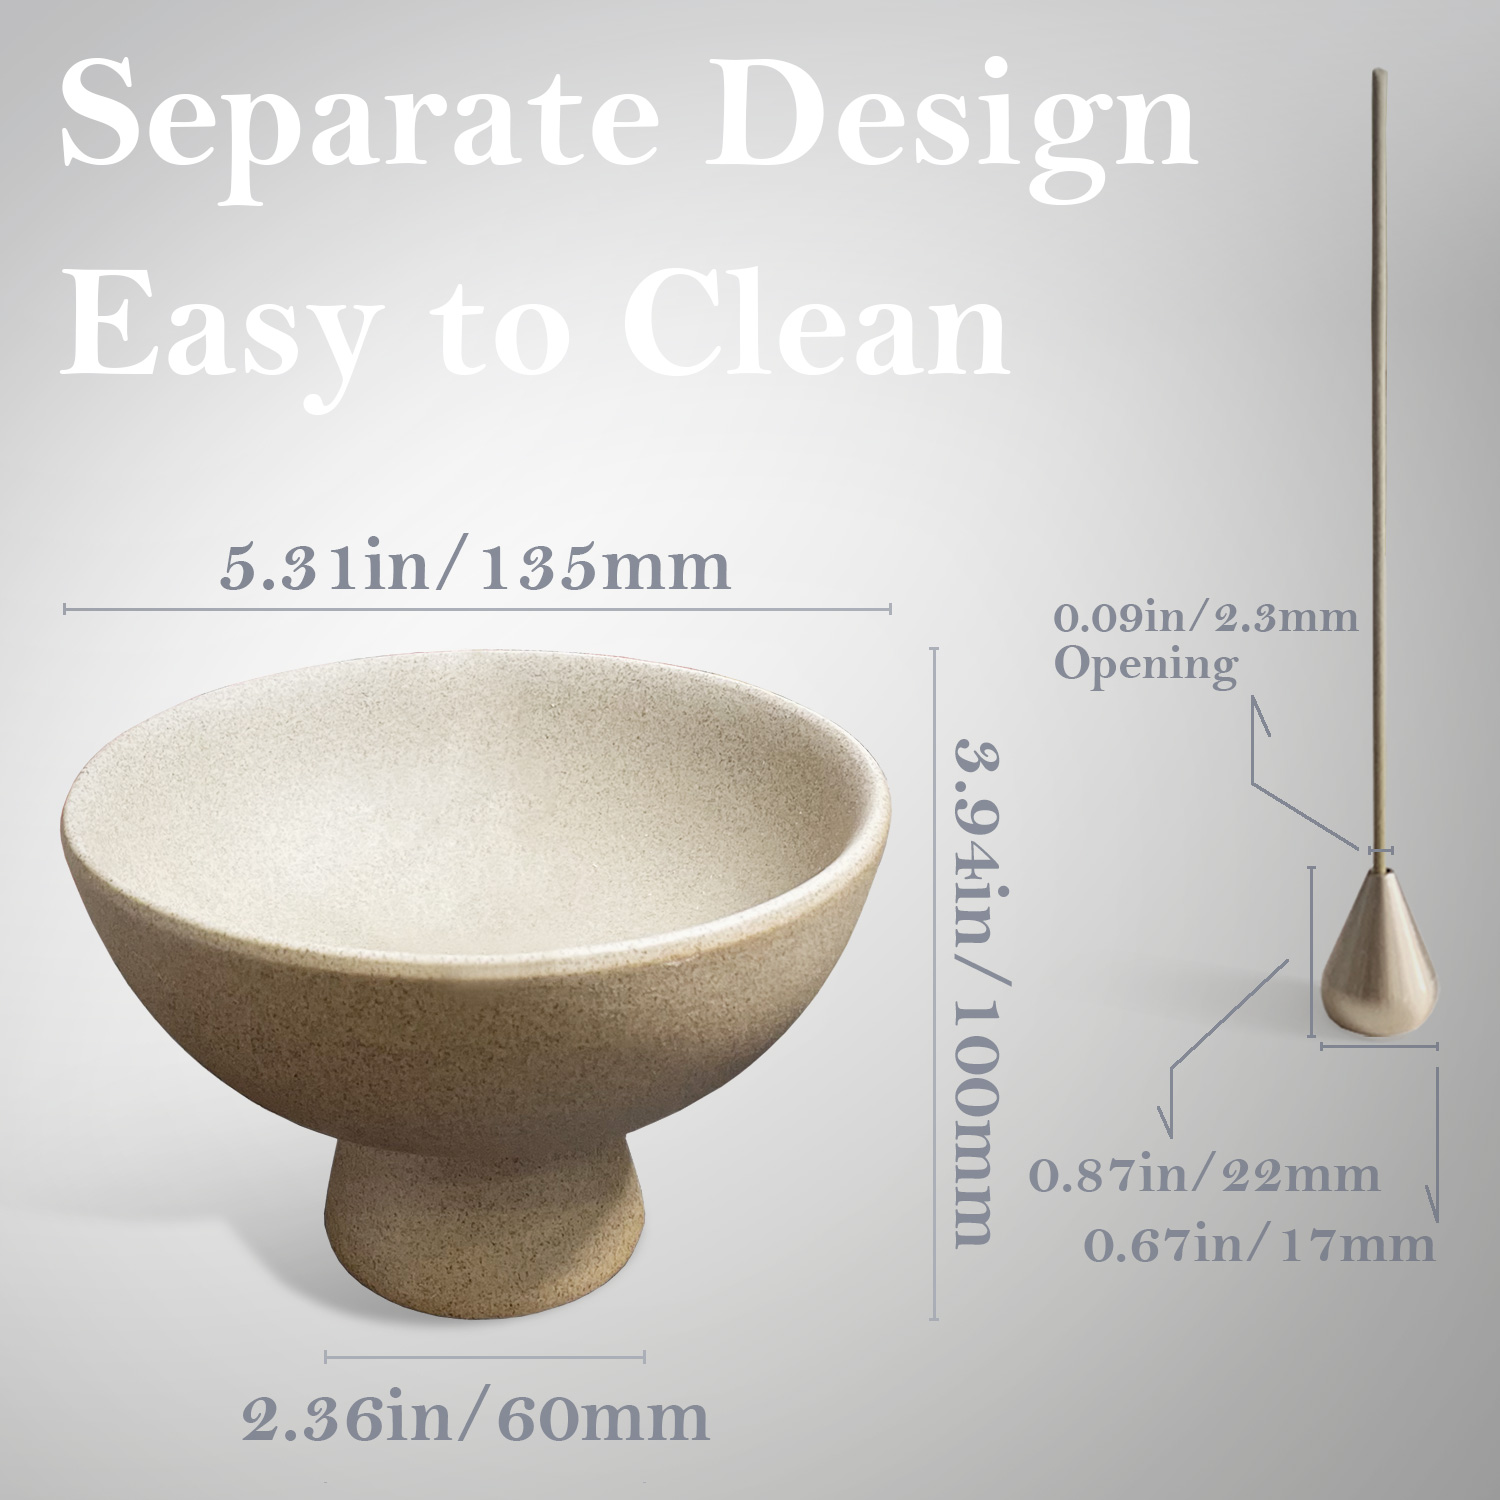 Separate Design
Easy to Clean
5.31in/135mm
0.09in/2.3mm
Opening
3.94in/100mm
0.87in/22mm
0.67in/17mm
2.36in/60mm